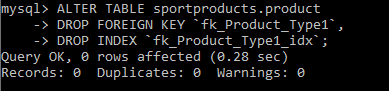 mysql> ALTER TABLE sportproducts.product
    -> DROP FOREIGN KEY `fk_Product_Type1`,
    -> DROP INDEX `fk_Product_Type1_idx`;
Query OK, 0 rows affected (0.28 sec)
Records: 0  Duplicates: 0  Warnings: 0